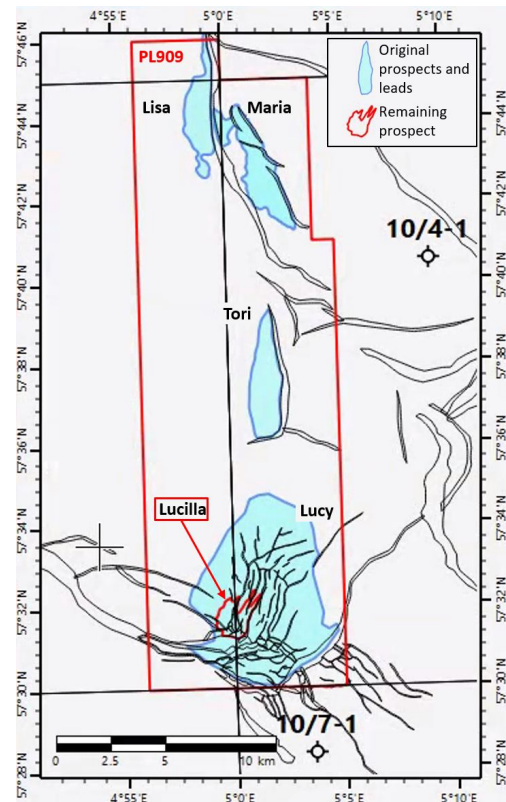 4°55'E 5°0'E 5°5'E 5°10'E
57°46'N
57°44'N
57°42'N
57°40'N
57°38'N
57°36'N
57°34'N
57°32'N
57°30'N
57°28'N
PL909
Lisa
Maria
Original
prospects and
leads
Remaining
prospect
10/4-1
Tori
Lucilla
Lucy
10/7-1
0 2.5 5 10 km
57°46'N
57°44'N
57°42'N
57°40'N
57°38'N
57°36'N
57°34'N
57°32'N
57°30'N
57°28'N
4°55'E 5°0'E 5°5'E 5°10'E